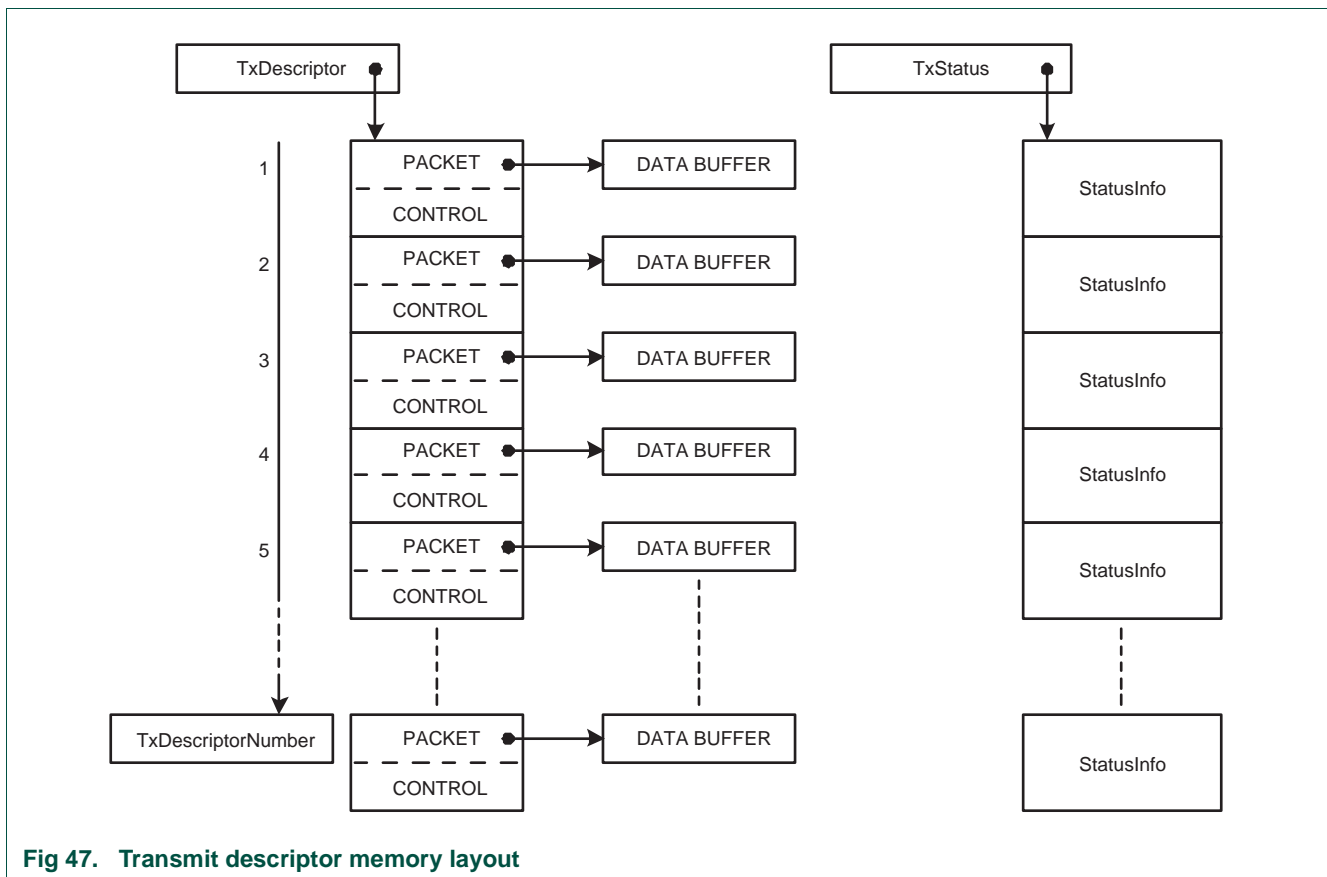 TxDescriptor
TxStatus
1
PACKET
DATA BUFFER
StatusInfo
CONTROL
2
PACKET
DATA BUFFER
StatusInfo
CONTROL
3
PACKET
DATA BUFFER
StatusInfo
CONTROL
4
PACKET
DATA BUFFER
StatusInfo
CONTROL
5
PACKET
DATA BUFFER
StatusInfo
CONTROL
TxDescriptorNumber
PACKET
DATA BUFFER
StatusInfo
CONTROL
Fig 47. Transmit descriptor memory layout